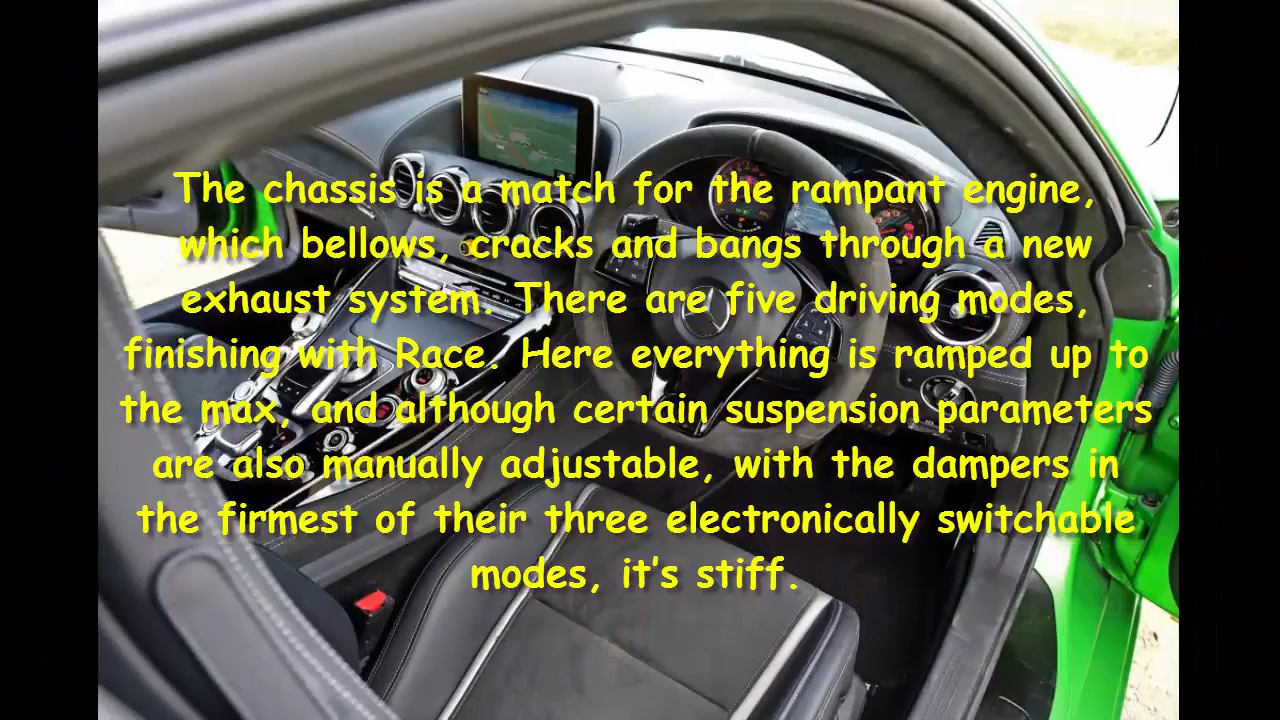 The chassis is a match for the rampant engine,
which bellows, cracks and bangs through a new
exhaust system. There are five driving modes,
finishing with Race. Here everything is ramped up to
the max, and although certain suspension parameters
are also manually adjustable, with the dampers in
the firmest of their three electronically switchable
modes, it's stiff.